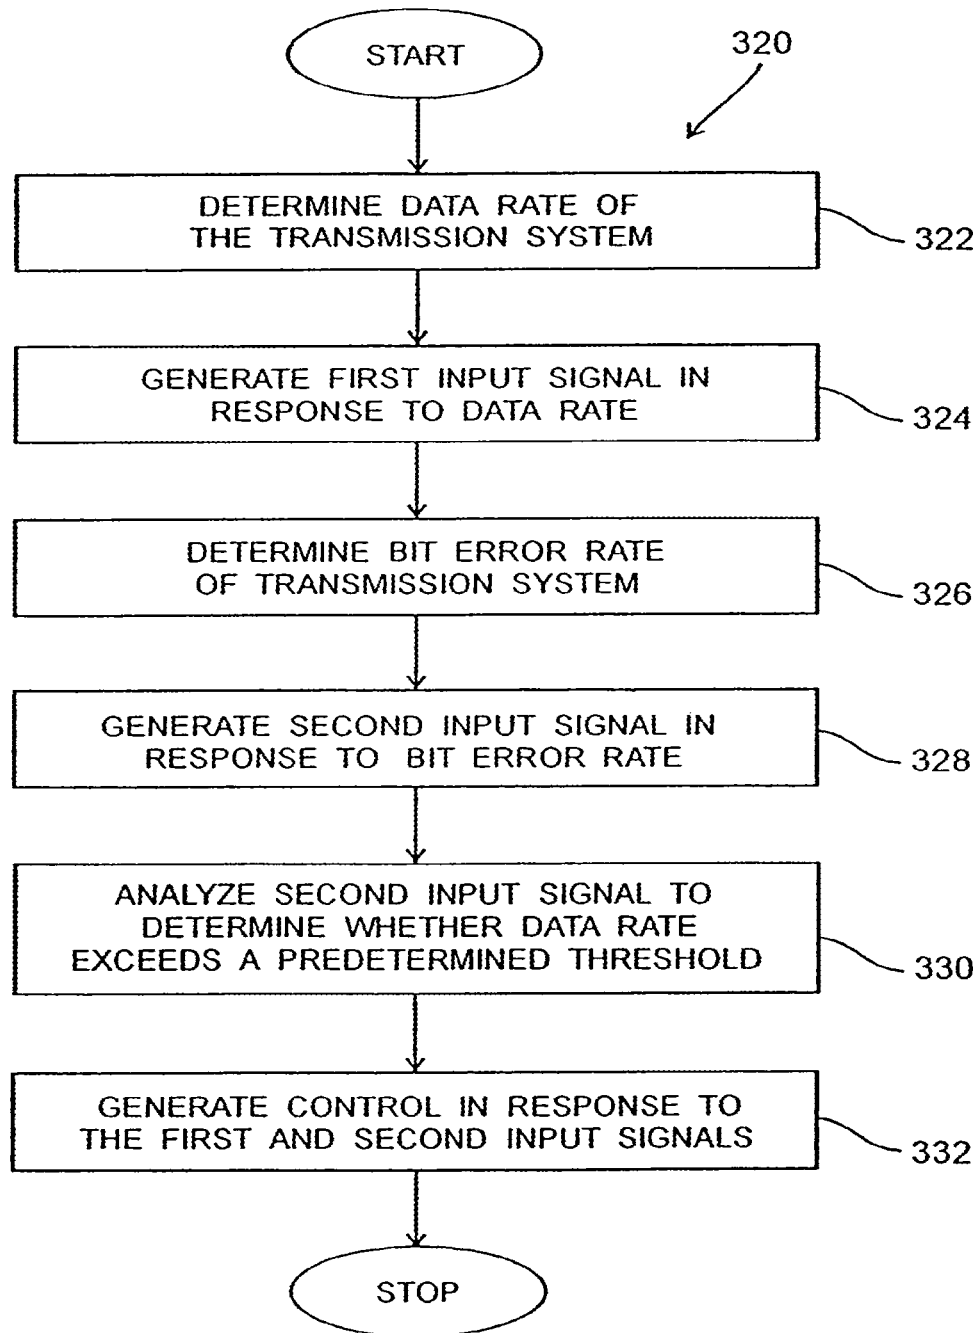 START
320
DETERMINE DATA RATE OF
THE TRANSMISSION SYSTEM
322
GENERATE FIRST INPUT SIGNAL IN
RESPONSE TO DATA RATE
324
DETERMINE BIT ERROR RATE
OF TRANSMISSION SYSTEM
326
GENERATE SECOND INPUT SIGNAL IN
RESPONSE TO BIT ERROR RATE
328
ANALYZE SECOND INPUT SIGNAL TO
DETERMINE WHETHER DATA RATE
EXCEEDS A PREDETERMINED THRESHOLD
330
GENERATE CONTROL IN RESPONSE TO
THE FIRST AND SECOND INPUT SIGNALS
332
STOP